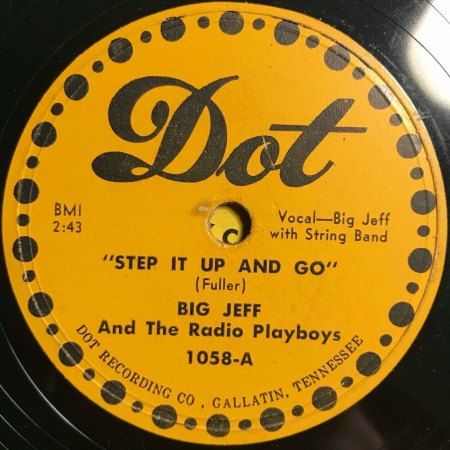 Dot
BMI
2:43
Vocal—Big Jeff
with String Band
"STEP IT UP AND GO"
(Fuller)
BIG JEFF
And The Radio Playboys
1058-A
DOT RECORDING CO., GALLATIN, TENNESSEE